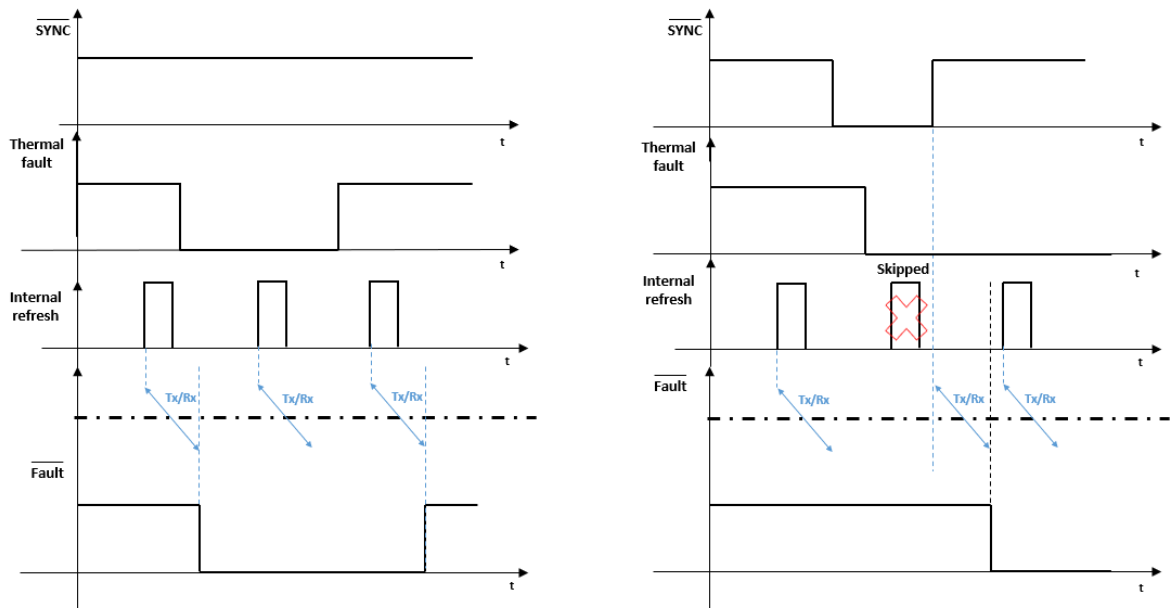 SYNC
t
Thermal
fault
t
Internal
refresh
t
Tx/Rx
Tx/Rx
Tx/Rx
Fault
t
SYNC
t
Thermal
fault
t
Skipped
Internal
refresh
t
Fault
Tx/Rx
Tx/Rx
Tx/Rx
Fault
t